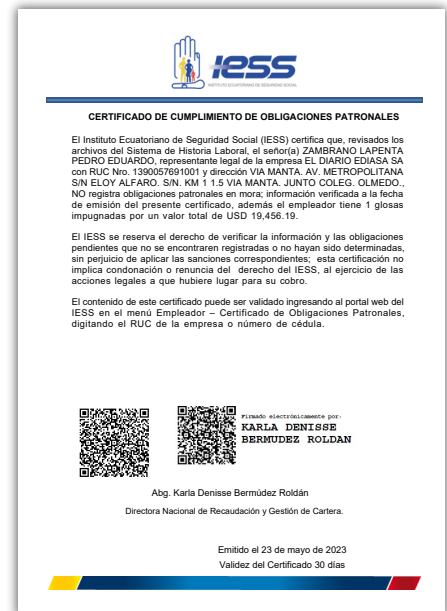 IESS
INSTITUTO ECUATORIANO DE SEGURIDAD SOCIAL
CERTIFICADO DE CUMPLIMIENTO DE OBLIGACIONES PATRONALES
El Instituto Ecuatoriano de Seguridad Social (IESS) certifica que, revisados los
archivos del Sistema de Historia Laboral, el señor(a) ZAMBRANO LAPENTA
PEDRO EDUARDO, representante legal de la empresa EL DIARIO EDIASA SA
con RUC Nro. 1390057691001 y dirección VIA MANTA. AV. METROPOLITANA
S/N ELOY ALFARO. S/N. KM 1 1.5 VIA MANTA. JUNTO COLEG. OLMEDO.,
NO registra obligaciones patronales en mora; información verificada a la fecha
de emisión del presente certificado, además el empleador tiene 1 glosas
impugnadas por un valor total de USD 19,456.19.
El IESS se reserva el derecho de verificar la información y las obligaciones
pendientes que no se encontraren registradas o no hayan sido determinadas,
sin perjuicio de aplicar las sanciones correspondientes; esta certificación no
implica condonación o renuncia del derecho del IESS, al ejercicio de las
acciones legales a que hubiere lugar para su cobro.
El contenido de este certificado puede ser validado ingresando al portal web del
IESS en el menú Empleador – Certificado de Obligaciones Patronales,
digitando el RUC de la empresa o número de cédula.
Firmado electrónicamente por:
KARLA DENISSE
BERMUDEZ ROLDAN
Abg. Karla Denisse Bermúdez Roldán
Directora Nacional de Recaudación y Gestión de Cartera.
Emitido el 23 de mayo de 2023
Validez del Certificado 30 días